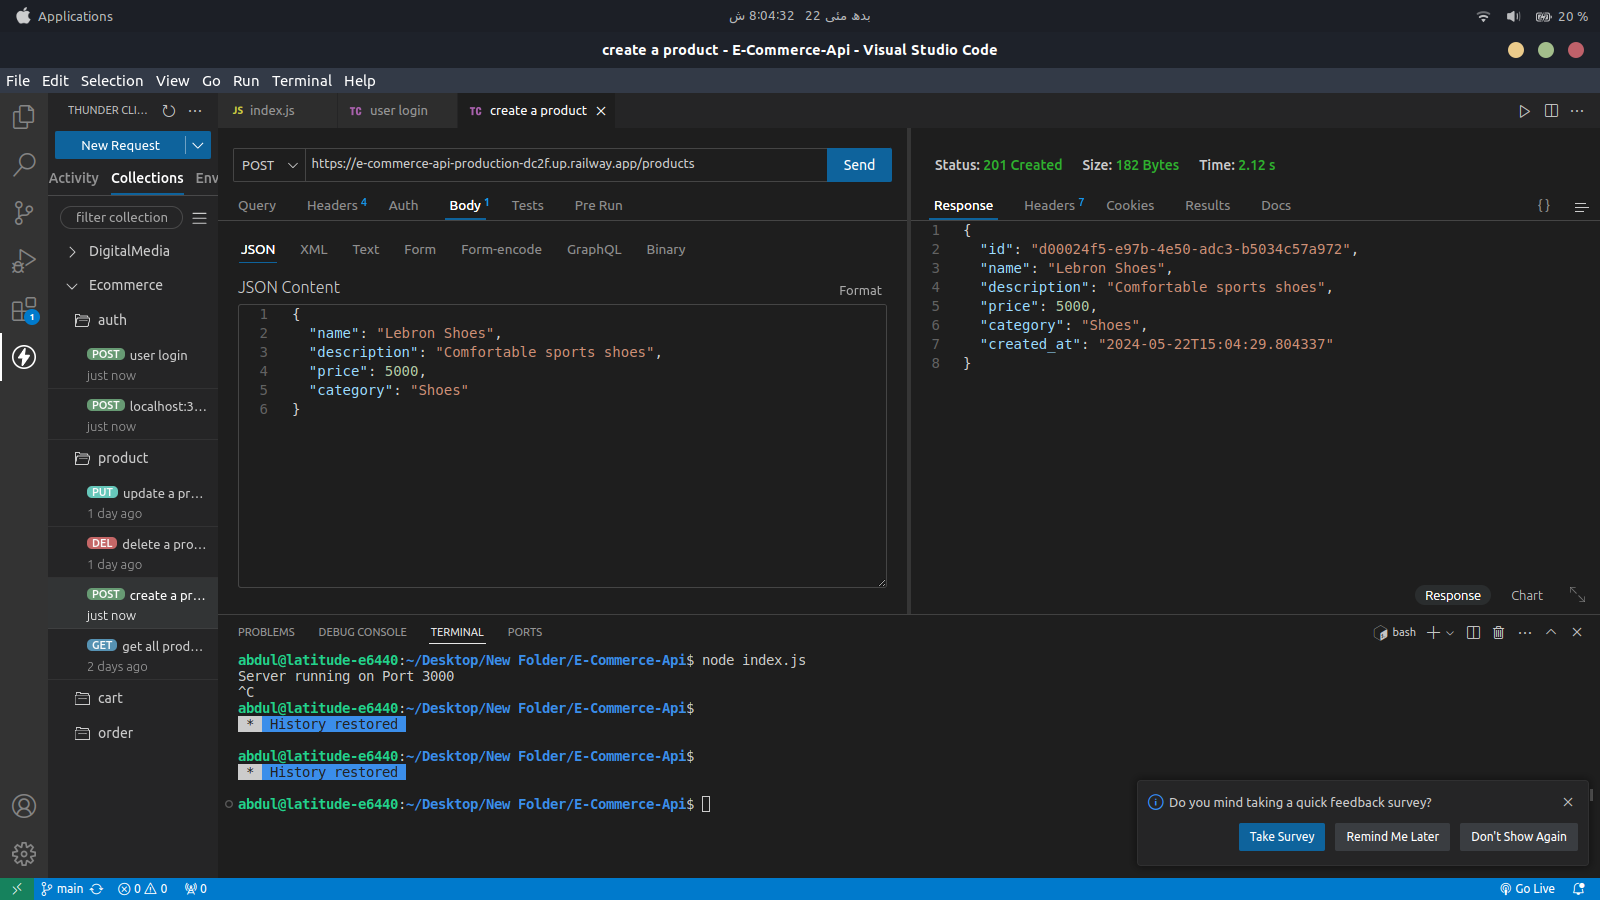 Applications
بدھ مئی 22 8:04:32 ش
20 %
create a product - E-Commerce-Api - Visual Studio Code
File Edit Selection View Go Run Terminal Help
THUNDER CLI...
New Request
Activity Collections Env
filter collection
DigitalMedia
Ecommerce
auth
POST user login
just now
POST localhost:3...
just now
product
PUT update a pr...
1 day ago
DEL delete a pro...
1 day ago
POST create a pr...
just now
GET get all prod...
2 days ago
cart
order
1
JS index.js
TC user login
TC create a product
POST
https://e-commerce-api-production-dc2f.up.railway.app/products
Send
Query Headers 4 Auth Body 1 Tests Pre Run
JSON XML Text Form Form-encode GraphQL Binary
JSON Content
Format
1 {
2 "name": "Lebron Shoes",
3 "description": "Comfortable sports shoes",
4 "price": 5000,
5 "category": "Shoes"
6 }
Status: 201 Created Size: 182 Bytes Time: 2.12 s
Response Headers 7 Cookies Results Docs
{}
1 {
2 "id": "d00024f5-e97b-4e50-adc3-b5034c57a972",
3 "name": "Lebron Shoes",
4 "description": "Comfortable sports shoes",
5 "price": 5000,
6 "category": "Shoes",
7 "created_at": "2024-05-22T15:04:29.804337"
8 }
Response Chart
PROBLEMS DEBUG CONSOLE TERMINAL PORTS
bash
abdul@latitude-e6440:~/Desktop/New Folder/E-Commerce-Api$ node index.js
Server running on Port 3000
^C
abdul@latitude-e6440:~/Desktop/New Folder/E-Commerce-Api$
* History restored
abdul@latitude-e6440:~/Desktop/New Folder/E-Commerce-Api$
* History restored
abdul@latitude-e6440:~/Desktop/New Folder/E-Commerce-Api$
Do you mind taking a quick feedback survey?
Take Survey Remind Me Later Don't Show Again
main 0 0 0
Go Live